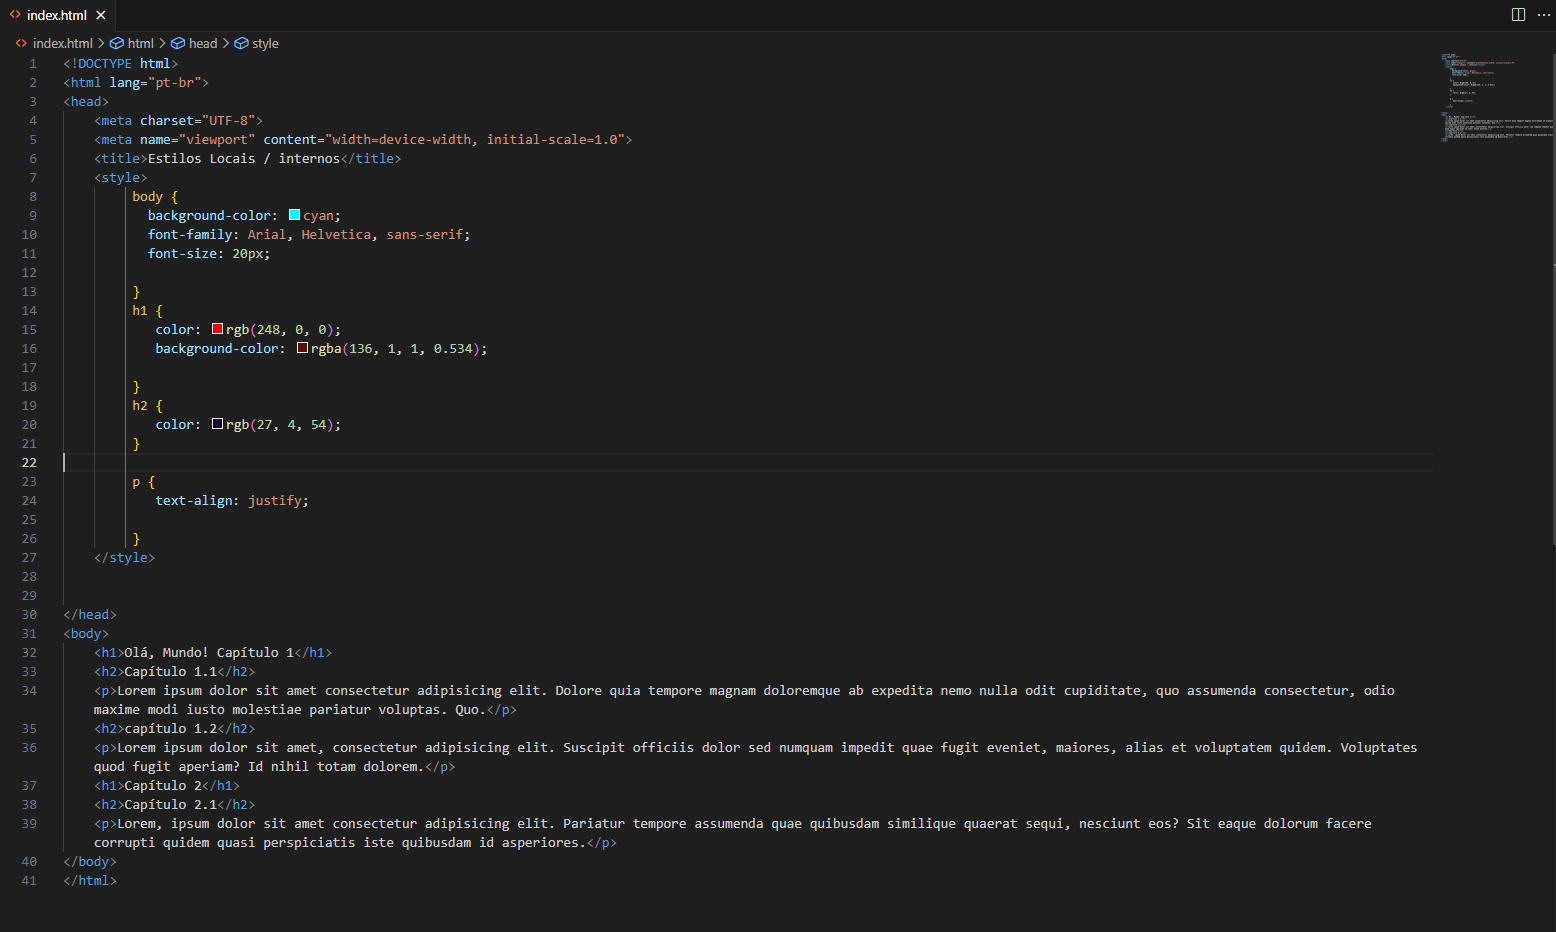 index.html
index.html > html > head > style
1 <!DOCTYPE html>
2 <html lang="pt-br">
3 <head>
4 <meta charset="UTF-8">
5 <meta name="viewport" content="width=device-width, initial-scale=1.0">
6 <title>Estilos Locais / internos</title>
7 <style>
8 body {
9 background-color: cyan;
10 font-family: Arial, Helvetica, sans-serif;
11 font-size: 20px;
12
13 }
14 h1 {
15 color: rgb(248, 0, 0);
16 background-color: rgba(136, 1, 1, 0.534);
17
18 }
19 h2 {
20 color: rgb(27, 4, 54);
21 }
22
23 p {
24 text-align: justify;
25
26 }
27 </style>
28
29
30 </head>
31 <body>
32 <h1>Olá, Mundo! Capítulo 1</h1>
33 <h2>Capítulo 1.1</h2>
34 <p>Lorem ipsum dolor sit amet consectetur adipisicing elit. Dolore quia tempore magnam doloremque ab expedita nemo nulla odit cupiditate, quo assumenda consectetur, odio
maxime modi iusto molestiae pariatur voluptas. Quo.</p>
35 <h2>capítulo 1.2</h2>
36 <p>Lorem ipsum dolor sit amet, consectetur adipisicing elit. Suscipit officiis dolor sed numquam impedit quae fugit eveniet, maiores, alias et voluptatem quidem. Voluptates
quod fugit aperiam? Id nihil totam dolorem.</p>
37 <h1>Capítulo 2</h1>
38 <h2>Capítulo 2.1</h2>
39 <p>Lorem, ipsum dolor sit amet consectetur adipisicing elit. Pariatur tempore assumenda quae quibusdam similique quaerat sequi, nesciunt eos? Sit eaque dolorum facere
corrupti quidem quasi perspiciatis iste quibusdam id asperiores.</p>
40 </body>
41 </html>